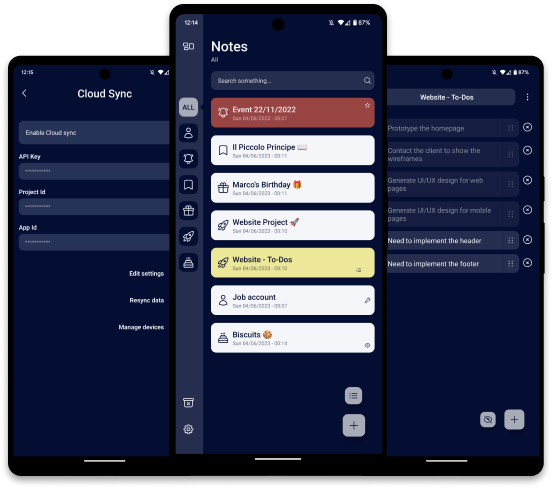 12:15
Cloud Sync
Enable Cloud sync
API Key
***********
Project Id
***********
App Id
***********
Edit settings
Resync data
Manage devices
12:14
87%
Notes
All
Search something...
ALL
Event 22/11/2022
Sun 04/06/2023 - 00:07
Il Piccolo Principe 📖
Sun 04/06/2023 - 00:11
Marco's Birthday 🎁
Sun 04/06/2023 - 00:11
Website Project 🚀
Sun 04/06/2023 - 00:10
Website - To-Dos
Sun 04/06/2023 - 00:10
Job account
Sun 04/06/2023 - 00:07
Biscuits 🍪
Sun 04/06/2023 - 00:14
87%
Website - To-Dos
Prototype the homepage
Contact the client to show the
wireframes
Generate UI/UX design for web
pages
Generate UI/UX design for mobile
pages
Need to implement the header
Need to implement the footer